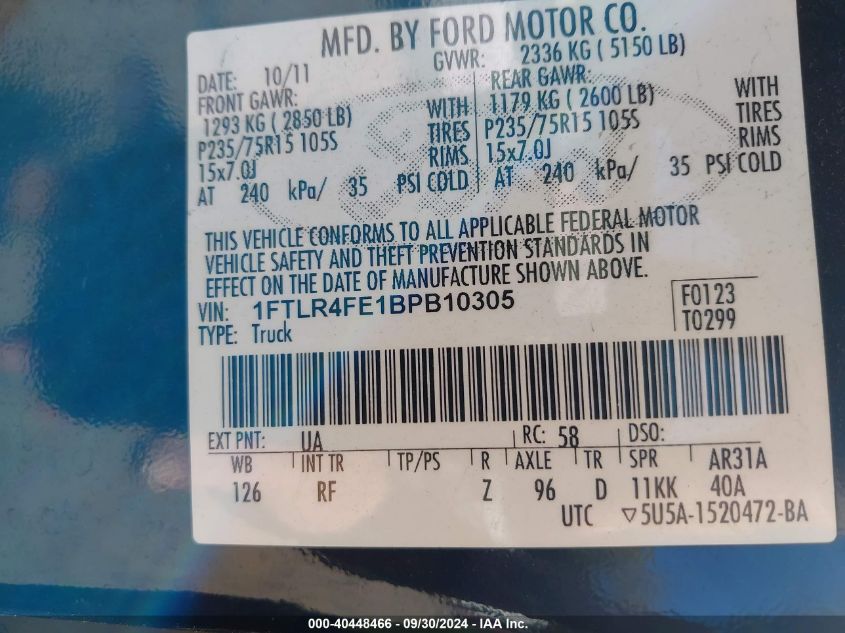 MFD. BY FORD MOTOR CO.
DATE: 10/11 GVWR: 2336 KG ( 5150 LB)
FRONT GAWR: REAR GAWR:
1293 KG ( 2850 LB) WITH 1179 KG ( 2600 LB) WITH
P235/75R15 105S TIRES P235/75R15 105S TIRES
15x7.0J RIMS 15x7.0J RIMS
AT 240 kPa/ 35 PSI COLD AT 240 kPa/ 35 PSI COLD
THIS VEHICLE CONFORMS TO ALL APPLICABLE FEDERAL MOTOR
VEHICLE SAFETY AND THEFT PREVENTION STANDARDS IN
EFFECT ON THE DATE OF MANUFACTURE SHOWN ABOVE.
VIN: 1FTLR4FE1BPB10305 F0123
TYPE: Truck T0299
EXT PNT: UA RC: 58 DSO:
WB INT TR TP/PS R AXLE TR SPR AR31A
126 RF Z 96 D 11KK 40A
UTC ▽5U5A-1520472-BA
000-40448466 - 09/30/2024 - IAA Inc.